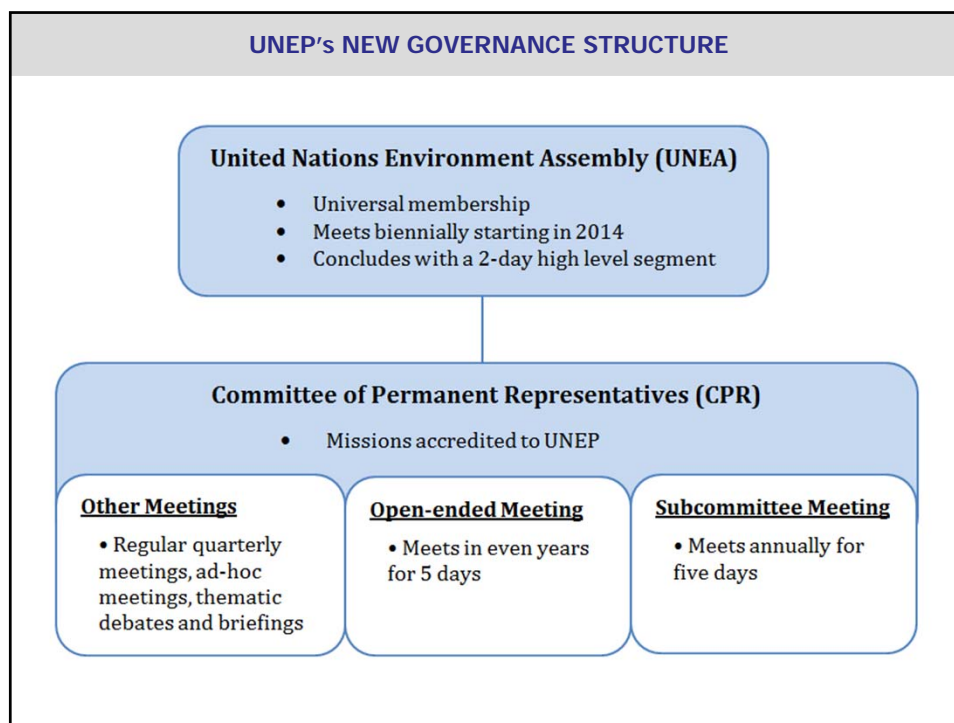 UNEP's NEW GOVERNANCE STRUCTURE
United Nations Environment Assembly (UNEA)
• Universal membership
• Meets biennially starting in 2014
• Concludes with a 2-day high level segment
Committee of Permanent Representatives (CPR)
• Missions accredited to UNEP
Other Meetings
• Regular quarterly
meetings, ad-hoc
meetings, thematic
debates and briefings
Open-ended Meeting
• Meets in even years
for 5 days
Subcommittee Meeting
• Meets annually for
five days